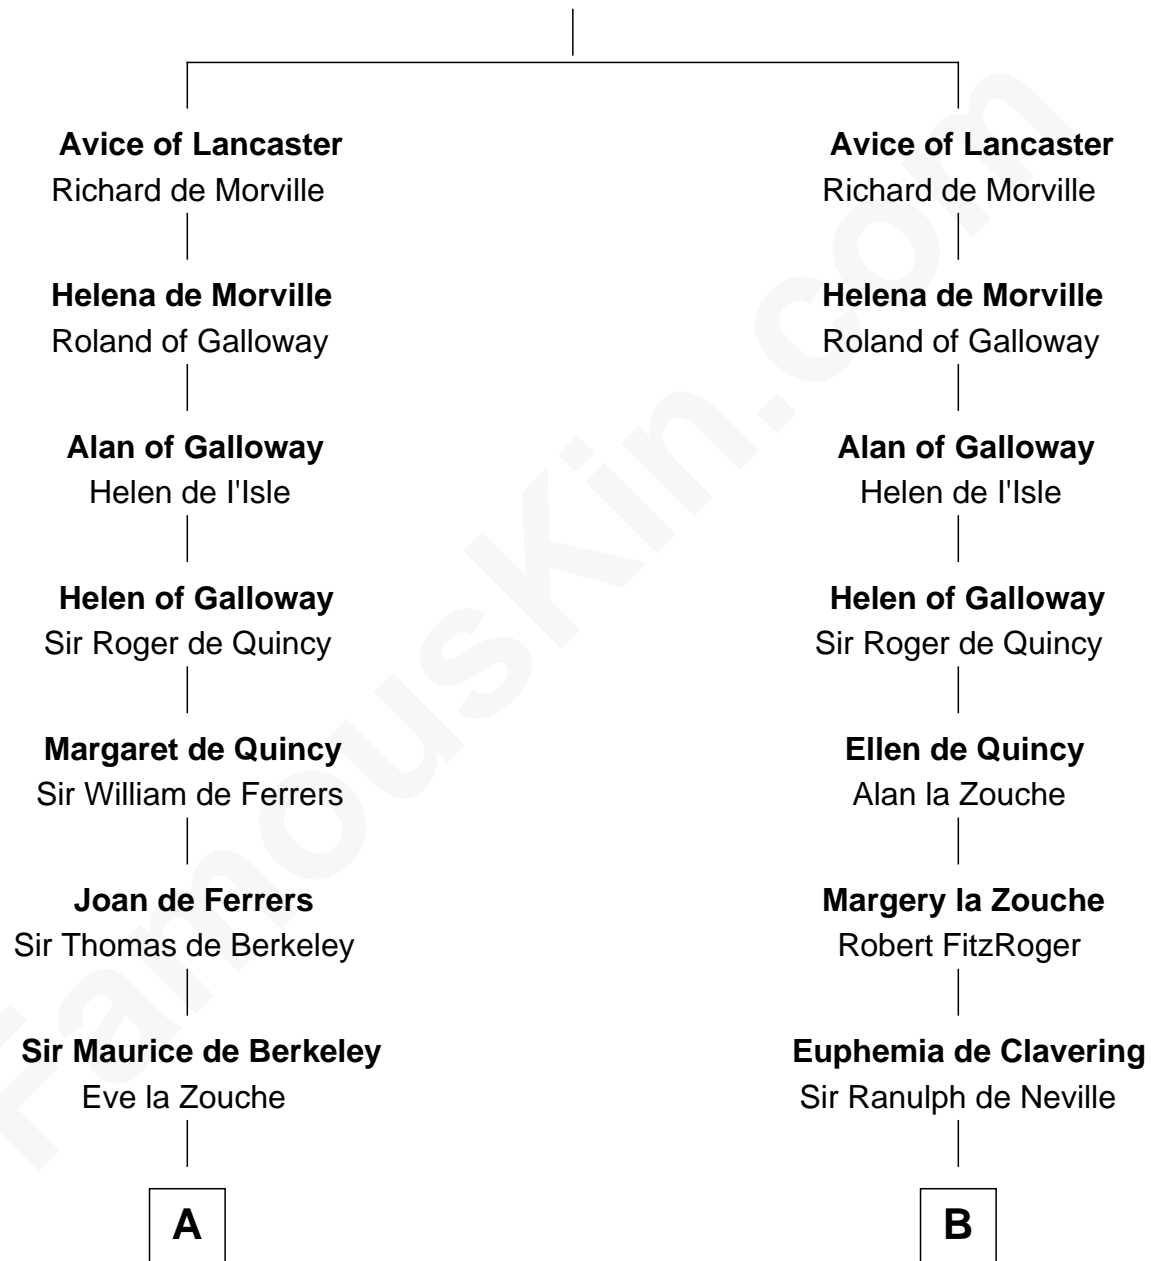 Avice of Lancaster
Richard de Morville
Helena de Morville
Roland of Galloway
Alan of Galloway
Helen de I'Isle
Helen of Galloway
Sir Roger de Quincy
Margaret de Quincy
Sir William de Ferrers
Joan de Ferrers
Sir Thomas de Berkeley
Sir Maurice de Berkeley
Eve la Zouche
A
Avice of Lancaster
Richard de Morville
Helena de Morville
Roland of Galloway
Alan of Galloway
Helen de I'Isle
Helen of Galloway
Sir Roger de Quincy
Ellen de Quincy
Alan la Zouche
Margery la Zouche
Robert FitzRoger
Euphemia de Clavering
Sir Ranulph de Neville
B
FamousKin.com